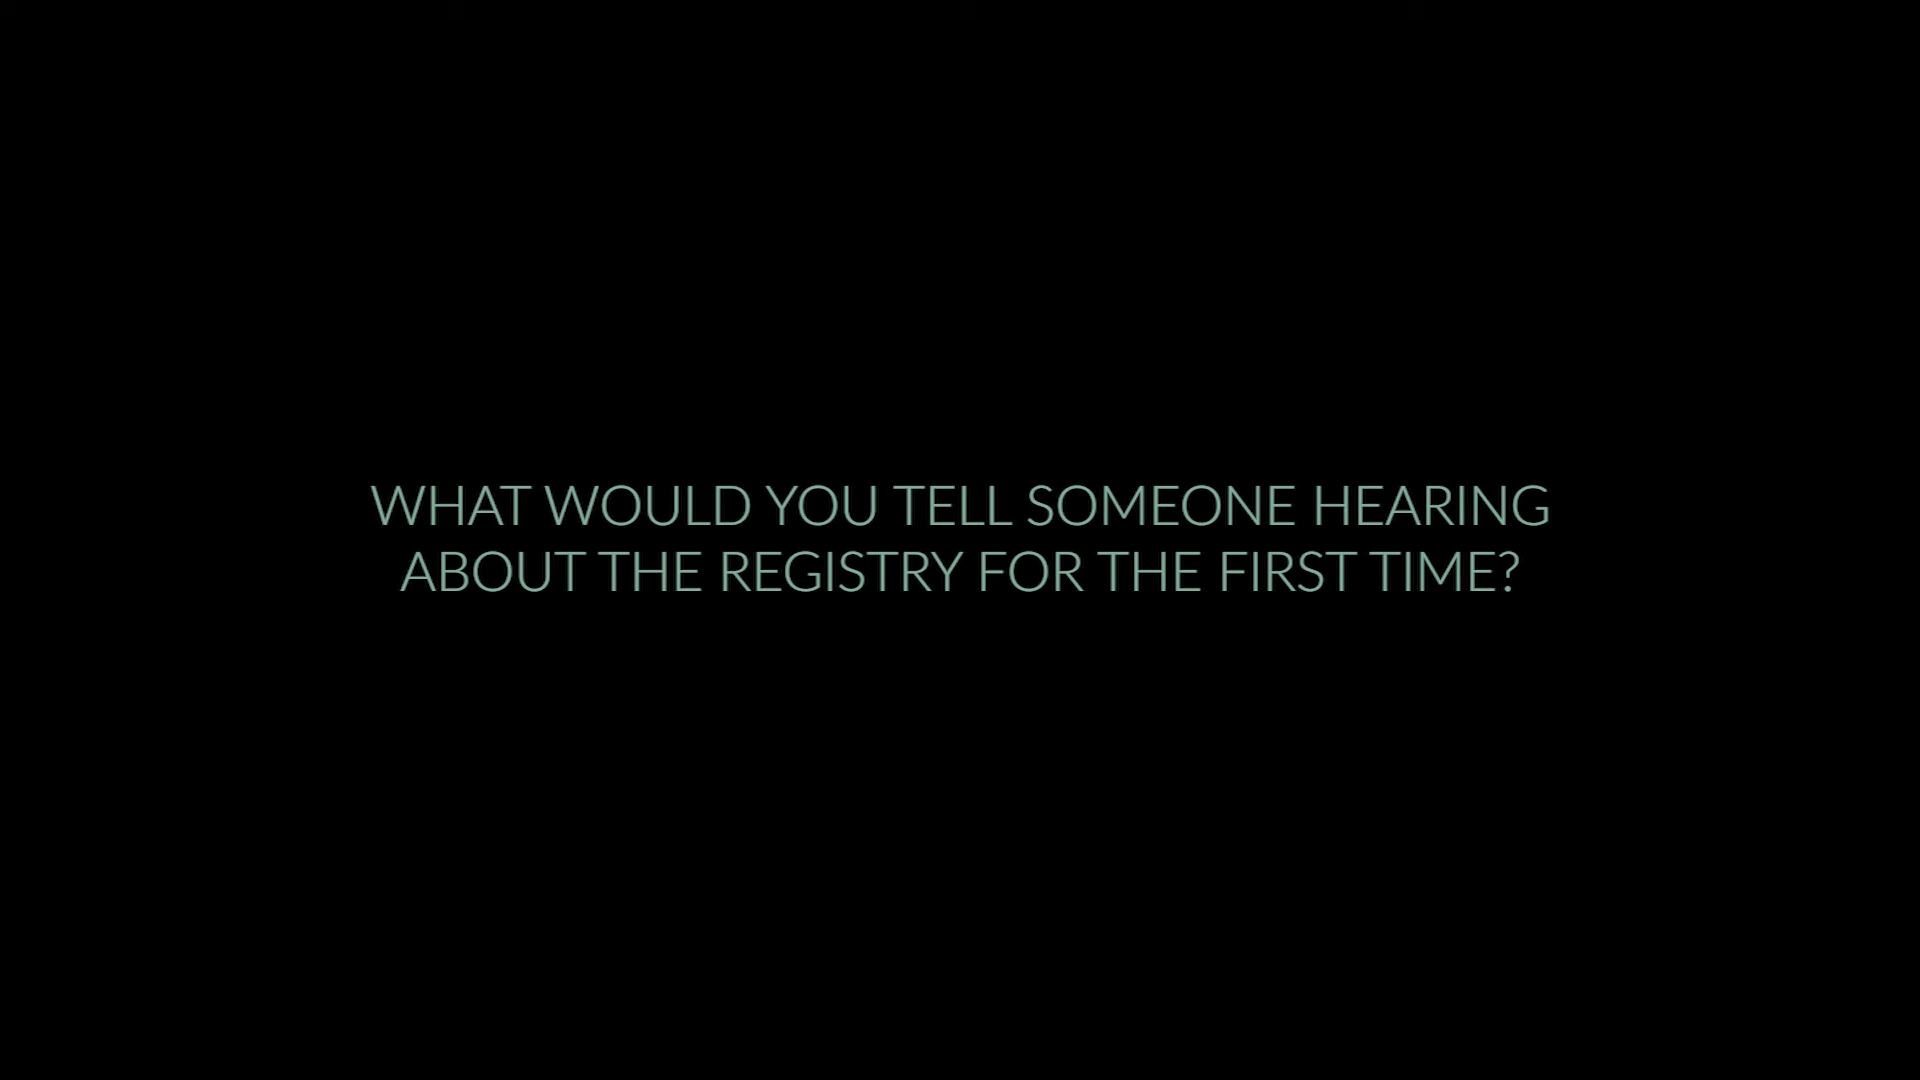 WHAT WOULD YOU TELL SOMEONE HEARING
ABOUT THE REGISTRY FOR THE FIRST TIME?